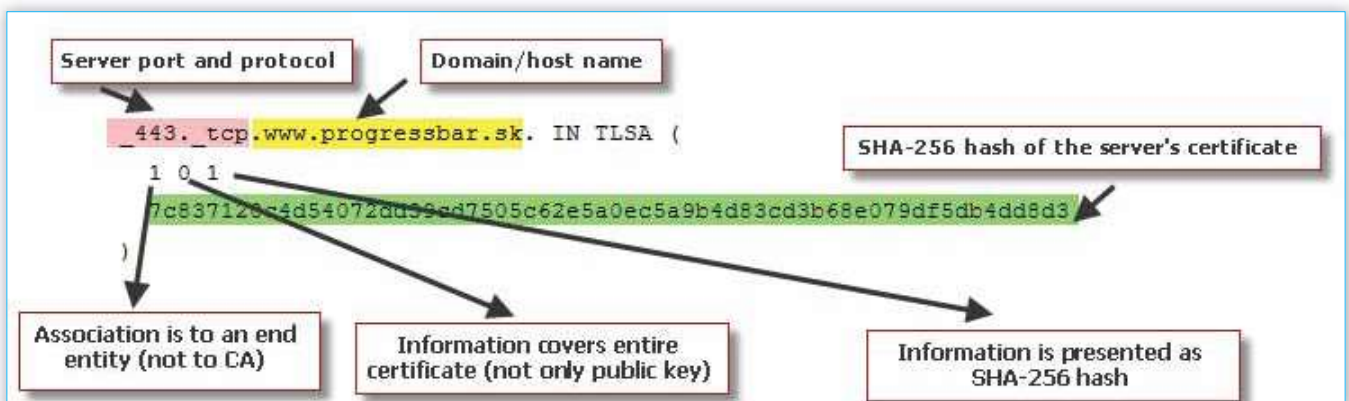 Server port and protocol
Domain/host name
_443._tcp.www.progressbar.sk. IN TLSA (
SHA-256 hash of the server's certificate
1 0 1
)
Association is to an end
entity (not to CA)
Information covers entire
certificate (not only public key)
Information is presented as
SHA-256 hash